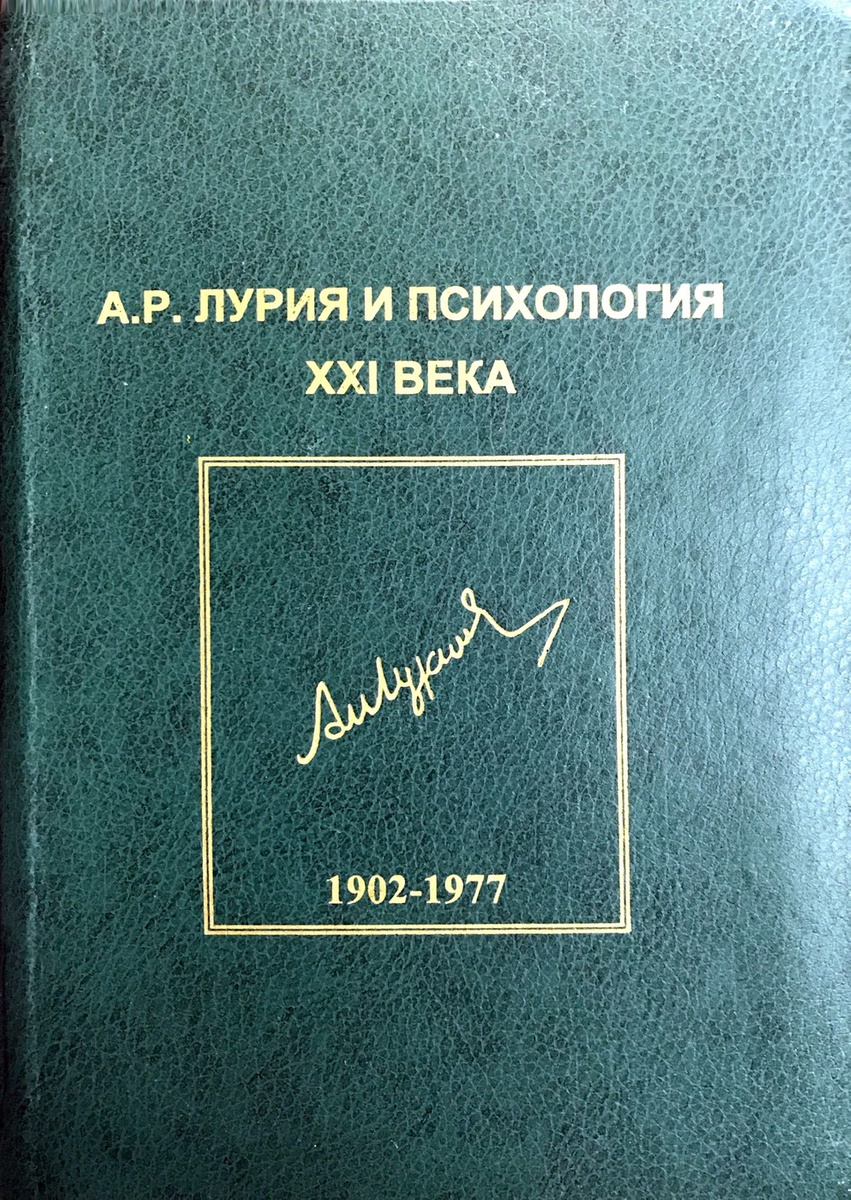 А.Р. ЛУРИЯ И ПСИХОЛОГИЯ
XXI ВЕКА
1902-1977